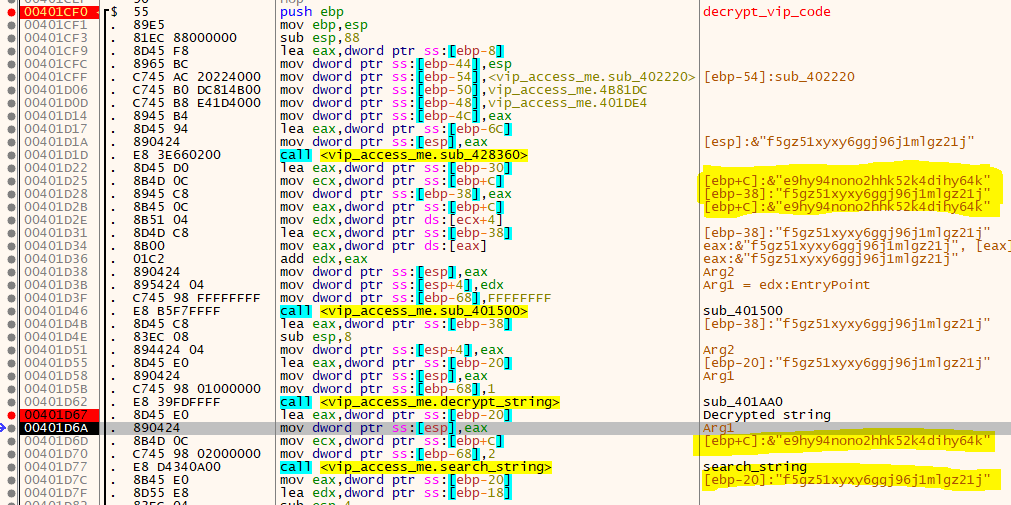 00401CF0 $ 55 push ebp decrypt_vip_code
00401CF1 . 89E5 mov ebp,esp
00401CF3 . 81EC 88000000 sub esp,88
00401CF9 . 8D45 F8 lea eax,dword ptr ss:[ebp-8]
00401CFC . 8965 BC mov dword ptr ss:[ebp-44],esp
00401CFF . C745 AC 20224000 mov dword ptr ss:[ebp-54],<vip_access_me.sub_402220> [ebp-54]:sub_402220
00401D06 . C745 B0 DC814B00 mov dword ptr ss:[ebp-50],vip_access_me.4B81DC
00401D0D . C745 B8 E41D4000 mov dword ptr ss:[ebp-48],vip_access_me.401DE4
00401D14 . 8945 B4 mov dword ptr ss:[ebp-4C],eax
00401D17 . 8D45 94 lea eax,dword ptr ss:[ebp-6C]
00401D1A . 890424 mov dword ptr ss:[esp],eax [esp]:&"f5gz51xyxy6ggj96j1mlgz21j"
00401D1D . E8 3E660200 call <vip_access_me.sub_428360>
00401D22 . 8D45 D0 lea eax,dword ptr ss:[ebp-30]
00401D25 . 8B4D 0C mov ecx,dword ptr ss:[ebp+C] [ebp+C]:&"e9hy94nono2hhk52k4dihy64k"
00401D28 . 8945 C8 mov dword ptr ss:[ebp-38],eax [ebp-38]:"f5gz51xyxy6ggj96j1mlgz21j"
00401D2B . 8B45 0C mov eax,dword ptr ss:[ebp+C] [ebp+C]:&"e9hy94nono2hhk52k4dihy64k"
00401D2E . 8B51 04 mov edx,dword ptr ds:[ecx+4]
00401D31 . 8D4D C8 lea ecx,dword ptr ss:[ebp-38] [ebp-38]:"f5gz51xyxy6ggj96j1mlgz21j"
00401D34 . 8B00 mov eax,dword ptr ds:[eax] eax:&"f5gz51xyxy6ggj96j1mlgz21j", [eax]
00401D36 . 01C2 add edx,eax eax:&"f5gz51xyxy6ggj96j1mlgz21j"
00401D38 . 890424 mov dword ptr ss:[esp],eax Arg2
00401D3B . 895424 04 mov dword ptr ss:[esp+4],edx Arg1 = edx:EntryPoint
00401D3F . C745 98 FFFFFFFF mov dword ptr ss:[ebp-68],FFFFFFFF
00401D46 . E8 B5F7FFFF call <vip_access_me.sub_401500> sub_401500
00401D4B . 8D45 C8 lea eax,dword ptr ss:[ebp-38] [ebp-38]:"f5gz51xyxy6ggj96j1mlgz21j"
00401D4E . 83EC 08 sub esp,8
00401D51 . 894424 04 mov dword ptr ss:[esp+4],eax Arg2
00401D55 . 8D45 E0 lea eax,dword ptr ss:[ebp-20] [ebp-20]:"f5gz51xyxy6ggj96j1mlgz21j"
00401D58 . 890424 mov dword ptr ss:[esp],eax Arg1
00401D5B . C745 98 01000000 mov dword ptr ss:[ebp-68],1
00401D62 . E8 39FDFFFF call <vip_access_me.decrypt_string> sub_401AA0
00401D67 . 8D45 E0 lea eax,dword ptr ss:[ebp-20] Decrypted string
00401D6A . 890424 mov dword ptr ss:[esp],eax Arg1
00401D6D . 8B4D 0C mov ecx,dword ptr ss:[ebp+C] [ebp+C]:&"e9hy94nono2hhk52k4dihy64k"
00401D70 . C745 98 02000000 mov dword ptr ss:[ebp-68],2
00401D77 . E8 D4340A00 call <vip_access_me.search_string> search_string
00401D7C . 8B45 E0 mov eax,dword ptr ss:[ebp-20] [ebp-20]:"f5gz51xyxy6ggj96j1mlgz21j"
00401D7F . 8D55 E8 lea edx,dword ptr ss:[ebp-18]